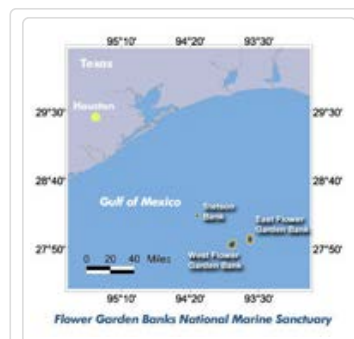 95°10' 94°20' 93°30'
Texas
Houston
29°30' 29°30'
28°40' 28°40'
Gulf of Mexico
Stetson
Bank
East Flower
Garden Bank
27°50' 27°50'
West Flower
Garden Bank
0 20 40 Miles
95°10' 94°20' 93°30'
Flower Garden Banks National Marine Sanctuary